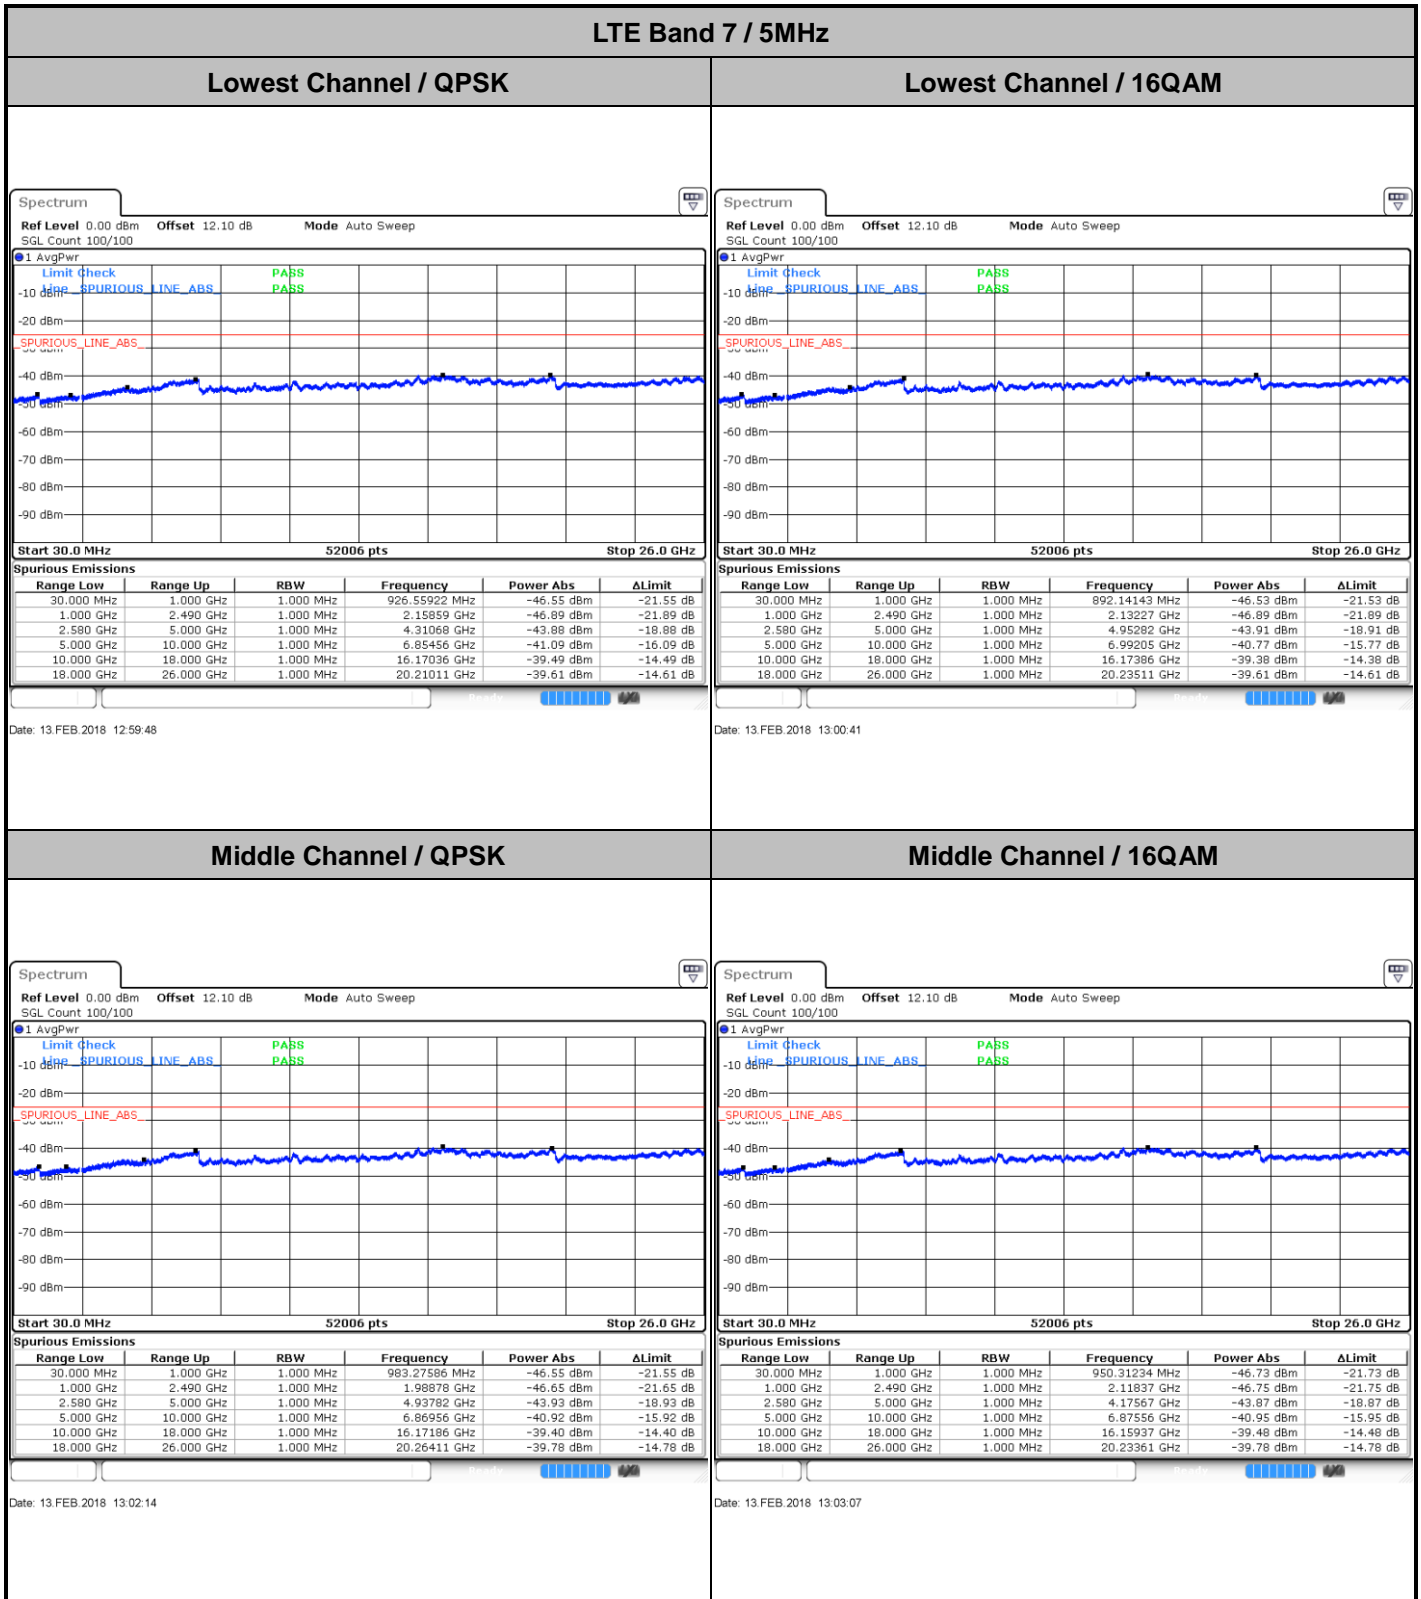 LTE Band 7 / 5MHz
Lowest Channel / QPSK
Lowest Channel / 16QAM
Spectrum
Ref Level 0.00 dBm Offset 12.10 dB Mode Auto Sweep
SGL Count 100/100
1 AvgPwr
Limit Check PASS
Line _SPURIOUS_LINE_ABS_ PASS
-10 dBm
-20 dBm
_SPURIOUS_LINE_ABS_
-30 dBm
-40 dBm
-50 dBm
-60 dBm
-70 dBm
-80 dBm
-90 dBm
Start 30.0 MHz 52006 pts Stop 26.0 GHz
Spurious Emissions
Range Low Range Up RBW Frequency Power Abs ΔLimit
30.000 MHz 1.000 GHz 1.000 MHz 926.55922 MHz -46.55 dBm -21.55 dB
1.000 GHz 2.490 GHz 1.000 MHz 2.15859 GHz -46.89 dBm -21.89 dB
2.580 GHz 5.000 GHz 1.000 MHz 4.31068 GHz -43.88 dBm -18.88 dB
5.000 GHz 10.000 GHz 1.000 MHz 6.85456 GHz -41.09 dBm -16.09 dB
10.000 GHz 18.000 GHz 1.000 MHz 16.17036 GHz -39.49 dBm -14.49 dB
18.000 GHz 26.000 GHz 1.000 MHz 20.21011 GHz -39.61 dBm -14.61 dB
Date: 13.FEB.2018 12:59:48
Spectrum
Ref Level 0.00 dBm Offset 12.10 dB Mode Auto Sweep
SGL Count 100/100
1 AvgPwr
Limit Check PASS
Line _SPURIOUS_LINE_ABS_ PASS
-10 dBm
-20 dBm
_SPURIOUS_LINE_ABS_
-30 dBm
-40 dBm
-50 dBm
-60 dBm
-70 dBm
-80 dBm
-90 dBm
Start 30.0 MHz 52006 pts Stop 26.0 GHz
Spurious Emissions
Range Low Range Up RBW Frequency Power Abs ΔLimit
30.000 MHz 1.000 GHz 1.000 MHz 892.14143 MHz -46.53 dBm -21.53 dB
1.000 GHz 2.490 GHz 1.000 MHz 2.13227 GHz -46.89 dBm -21.89 dB
2.580 GHz 5.000 GHz 1.000 MHz 4.95282 GHz -43.91 dBm -18.91 dB
5.000 GHz 10.000 GHz 1.000 MHz 6.99205 GHz -40.77 dBm -15.77 dB
10.000 GHz 18.000 GHz 1.000 MHz 16.17386 GHz -39.38 dBm -14.38 dB
18.000 GHz 26.000 GHz 1.000 MHz 20.23511 GHz -39.61 dBm -14.61 dB
Date: 13.FEB.2018 13:00:41
Middle Channel / QPSK
Middle Channel / 16QAM
Spectrum
Ref Level 0.00 dBm Offset 12.10 dB Mode Auto Sweep
SGL Count 100/100
1 AvgPwr
Limit Check PASS
Line _SPURIOUS_LINE_ABS_ PASS
-10 dBm
-20 dBm
_SPURIOUS_LINE_ABS_
-30 dBm
-40 dBm
-50 dBm
-60 dBm
-70 dBm
-80 dBm
-90 dBm
Start 30.0 MHz 52006 pts Stop 26.0 GHz
Spurious Emissions
Range Low Range Up RBW Frequency Power Abs ΔLimit
30.000 MHz 1.000 GHz 1.000 MHz 983.27586 MHz -46.55 dBm -21.55 dB
1.000 GHz 2.490 GHz 1.000 MHz 1.98878 GHz -46.65 dBm -21.65 dB
2.580 GHz 5.000 GHz 1.000 MHz 4.93782 GHz -43.93 dBm -18.93 dB
5.000 GHz 10.000 GHz 1.000 MHz 6.86956 GHz -40.92 dBm -15.92 dB
10.000 GHz 18.000 GHz 1.000 MHz 16.17186 GHz -39.40 dBm -14.40 dB
18.000 GHz 26.000 GHz 1.000 MHz 20.26411 GHz -39.78 dBm -14.78 dB
Date: 13.FEB.2018 13:02:14
Spectrum
Ref Level 0.00 dBm Offset 12.10 dB Mode Auto Sweep
SGL Count 100/100
1 AvgPwr
Limit Check PASS
Line _SPURIOUS_LINE_ABS_ PASS
-10 dBm
-20 dBm
_SPURIOUS_LINE_ABS_
-30 dBm
-40 dBm
-50 dBm
-60 dBm
-70 dBm
-80 dBm
-90 dBm
Start 30.0 MHz 52006 pts Stop 26.0 GHz
Spurious Emissions
Range Low Range Up RBW Frequency Power Abs ΔLimit
30.000 MHz 1.000 GHz 1.000 MHz 950.31234 MHz -46.73 dBm -21.73 dB
1.000 GHz 2.490 GHz 1.000 MHz 2.11837 GHz -46.75 dBm -21.75 dB
2.580 GHz 5.000 GHz 1.000 MHz 4.17567 GHz -43.87 dBm -18.87 dB
5.000 GHz 10.000 GHz 1.000 MHz 6.87556 GHz -40.95 dBm -15.95 dB
10.000 GHz 18.000 GHz 1.000 MHz 16.15937 GHz -39.48 dBm -14.48 dB
18.000 GHz 26.000 GHz 1.000 MHz 20.23361 GHz -39.78 dBm -14.78 dB
Date: 13.FEB.2018 13:03:07